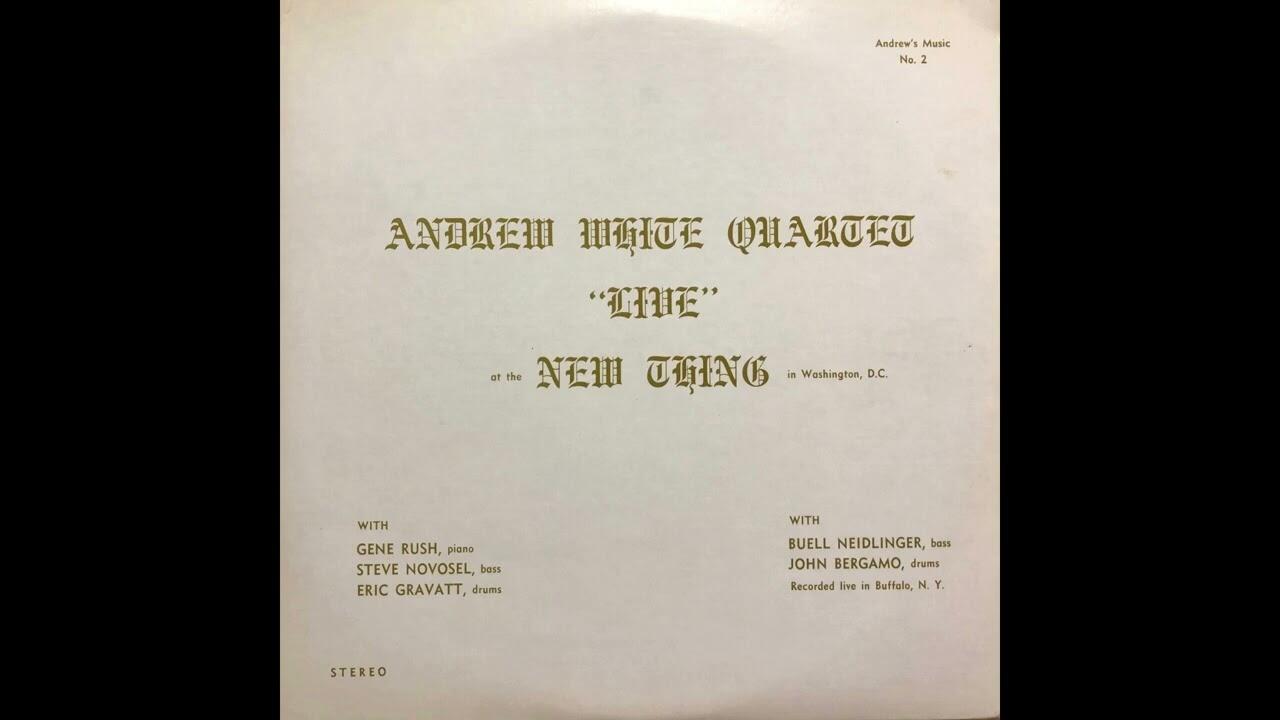 Andrew's Music
No. 2
ANDREW WHITE QUARTET
“LIVE”
at the NEW THING in Washington, D.C.
WITH
GENE RUSH, piano
STEVE NOVOSEL, bass
ERIC GRAVATT, drums
WITH
BUELL NEIDLINGER, bass
JOHN BERGAMO, drums
Recorded live in Buffalo, N. Y.
STEREO